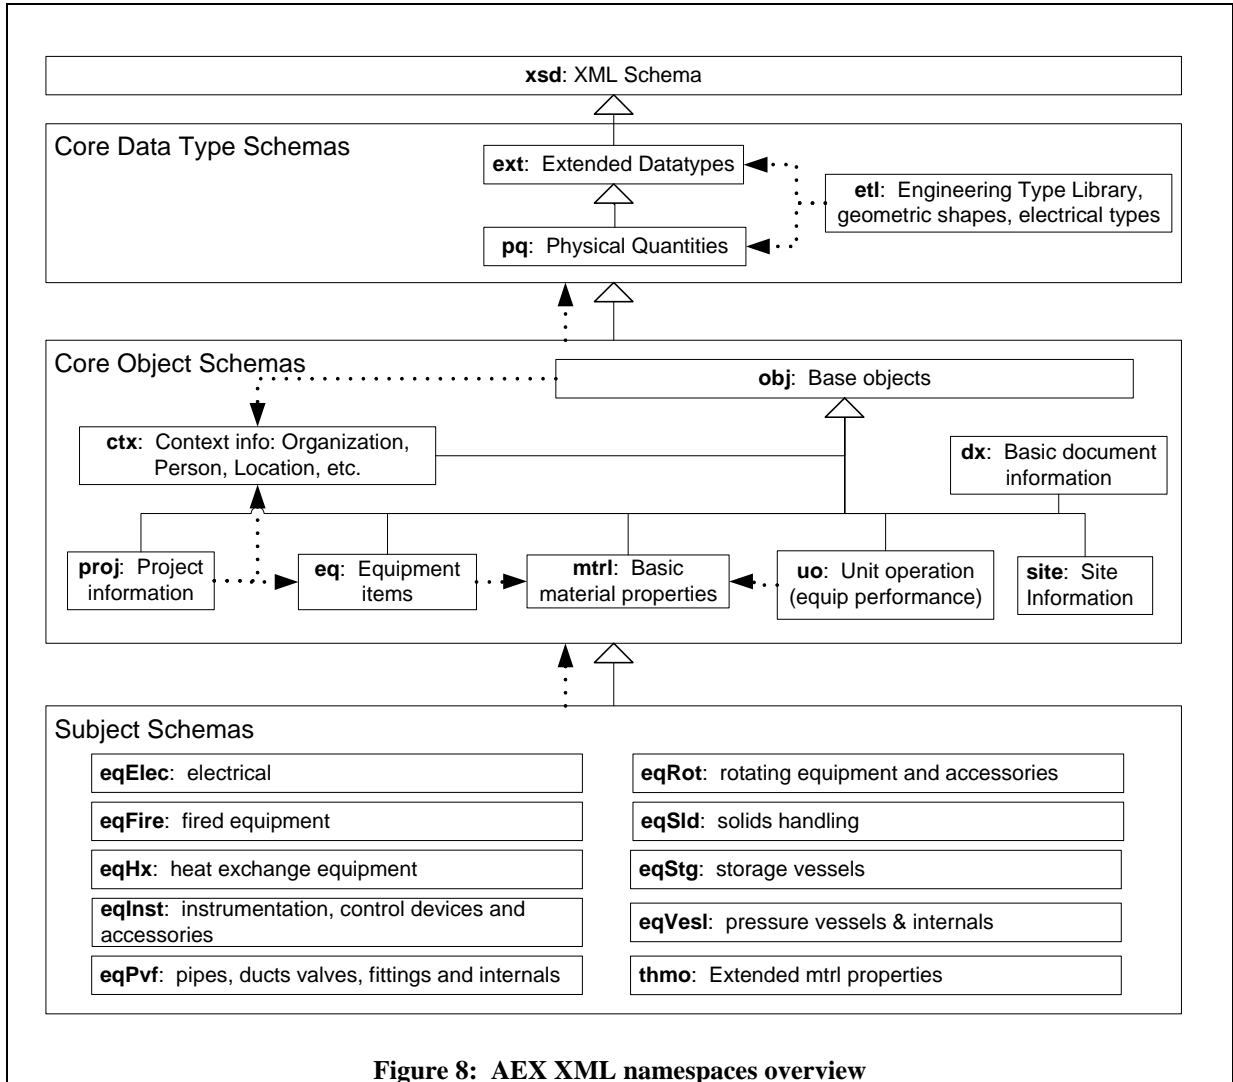 xsd: XML Schema
Core Data Type Schemas
ext: Extended Datatypes
etl: Engineering Type Library,
geometric shapes, electrical types
pq: Physical Quantities
Core Object Schemas
obj: Base objects
ctx: Context info: Organization,
Person, Location, etc.
dx: Basic document
information
proj: Project
information
eq: Equipment
items
mtrl: Basic
material properties
uo: Unit operation
(equip performance)
site: Site
Information
Subject Schemas
eqElec: electrical
eqFire: fired equipment
eqHx: heat exchange equipment
eqInst: instrumentation, control devices and
accessories
eqPvf: pipes, ducts valves, fittings and internals
eqRot: rotating equipment and accessories
eqSld: solids handling
eqStg: storage vessels
eqVesl: pressure vessels & internals
thmo: Extended mtrl properties
Figure 8: AEX XML namespaces overview